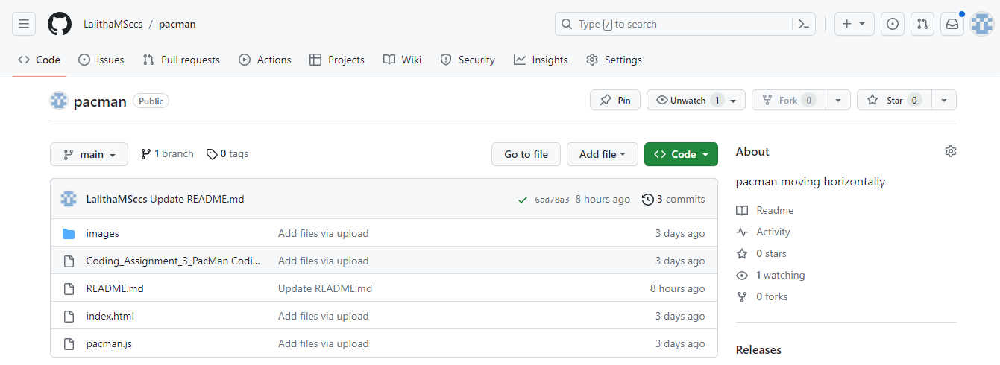 LalithaMSccs / pacman
Type / to search
Code Issues Pull requests Actions Projects Wiki Security Insights Settings
pacman Public
Pin Unwatch 1 Fork 0 Star 0
main 1 branch 0 tags Go to file Add file Code
LalithaMSccs Update README.md 6ad78a3 8 hours ago 3 commits
images Add files via upload 3 days ago
Coding_Assignment_3_PacMan Codi... Add files via upload 3 days ago
README.md Update README.md 8 hours ago
index.html Add files via upload 3 days ago
pacman.js Add files via upload 3 days ago
About
pacman moving horizontally
Readme
Activity
0 stars
1 watching
0 forks
Releases